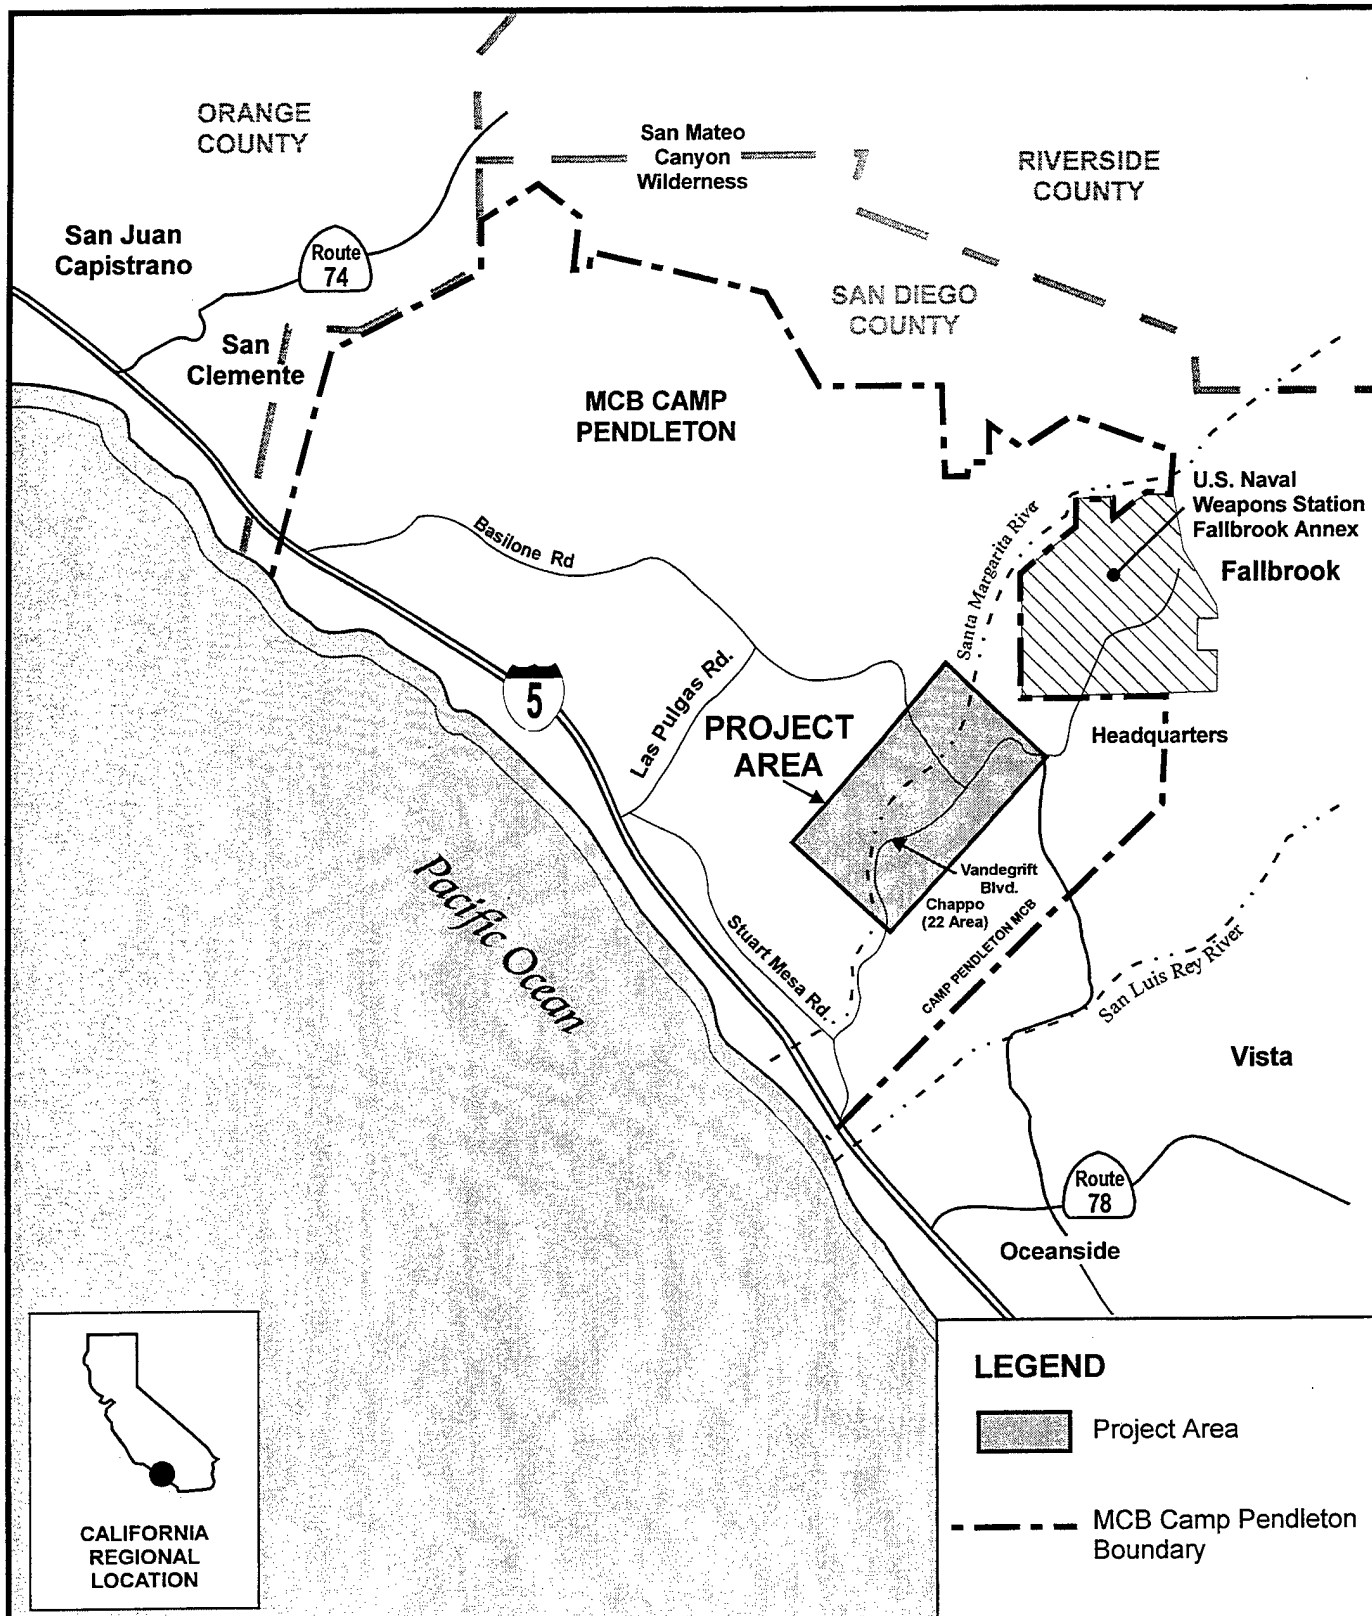 ORANGE
COUNTY
San Mateo
Canyon
Wilderness
RIVERSIDE
COUNTY
San Juan
Capistrano
Route
74
SAN DIEGO
COUNTY
San
Clemente
MCB CAMP
PENDLETON
U.S. Naval
Weapons Station
Fallbrook Annex
Fallbrook
Basilone Rd
Santa Margarita River
5
Las Pulgas Rd.
PROJECT
AREA
Headquarters
Vandegrift
Blvd.
Chappo
(22 Area)
CAMP PENDLETON MCB
Pacific Ocean
Stuart Mesa Rd.
San Luis Rey River
Vista
Route
78
Oceanside
CALIFORNIA
REGIONAL
LOCATION
LEGEND
Project Area
MCB Camp Pendleton
Boundary